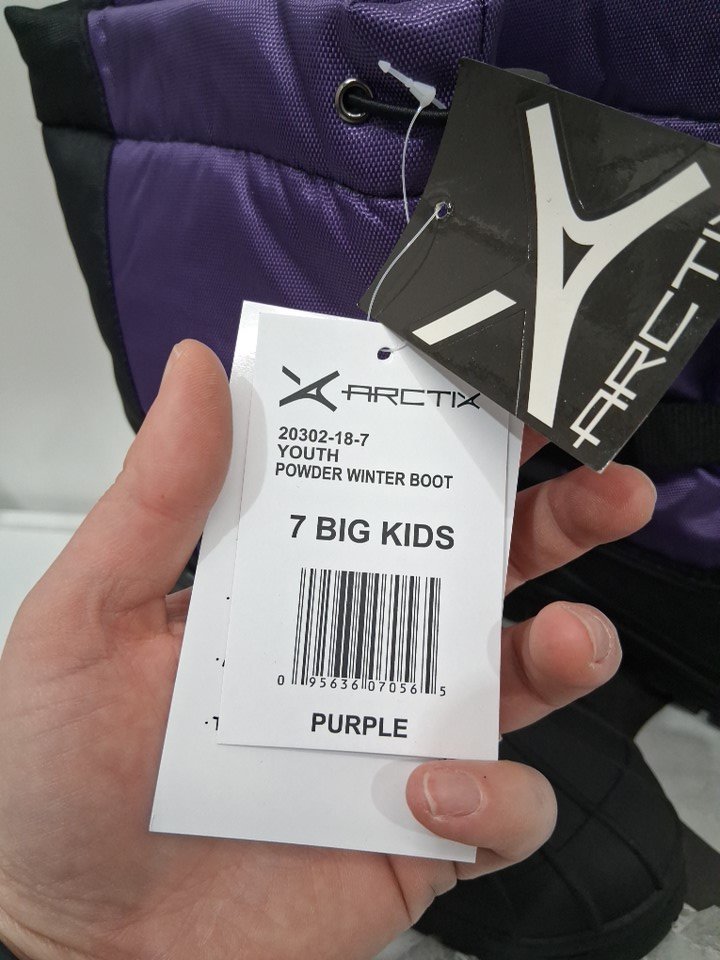 ARCTIX
ARCTIX
20302-18-7
YOUTH
POWDER WINTER BOOT
7 BIG KIDS
0 95636 07056 5
PURPLE